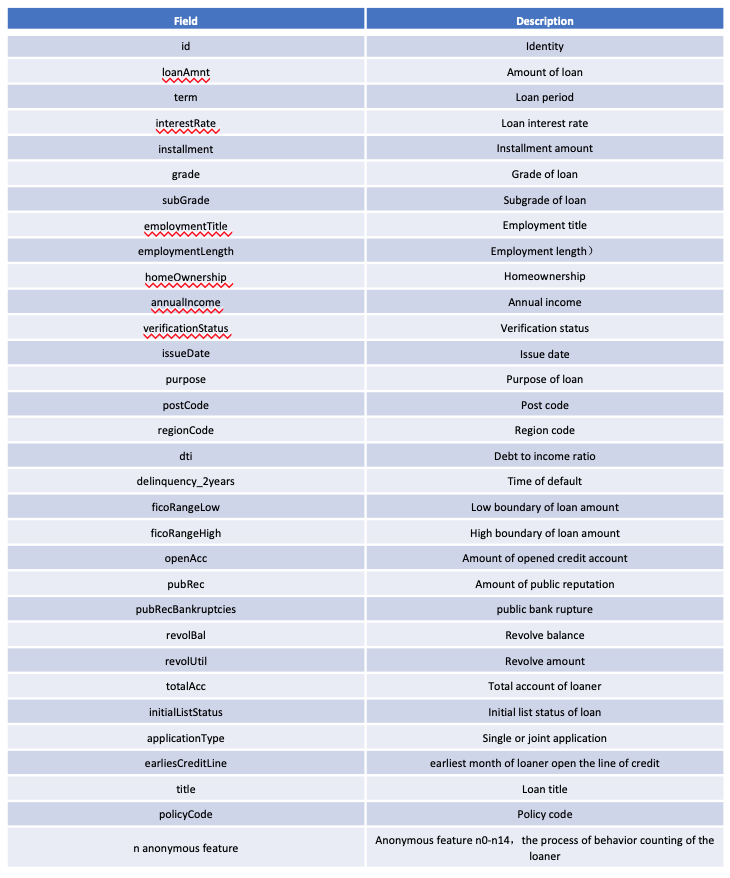 Field Description
id Identity
loanAmnt Amount of loan
term Loan period
interestRate Loan interest rate
installment Installment amount
grade Grade of loan
subGrade Subgrade of loan
emoloymentTitle Employment title
employmentLength Employment length）
homeOwnership Homeownership
annualIncome Annual income
verificationStatus Verification status
issueDate Issue date
purpose Purpose of loan
postCode Post code
regionCode Region code
dti Debt to income ratio
delinquency_2years Time of default
ficoRangeLow Low boundary of loan amount
ficoRangeHigh High boundary of loan amount
openAcc Amount of opened credit account
pubRec Amount of public reputation
pubRecBankruptcies public bank rupture
revolBal Revolve balance
revolUtil Revolve amount
totalAcc Total account of loaner
initialListStatus Initial list status of loan
applicationType Single or joint application
earliesCreditLine earliest month of loaner open the line of credit
title Loan title
policyCode Policy code
n anonymous feature Anonymous feature n0-n14，the process of behavior counting of the
loaner